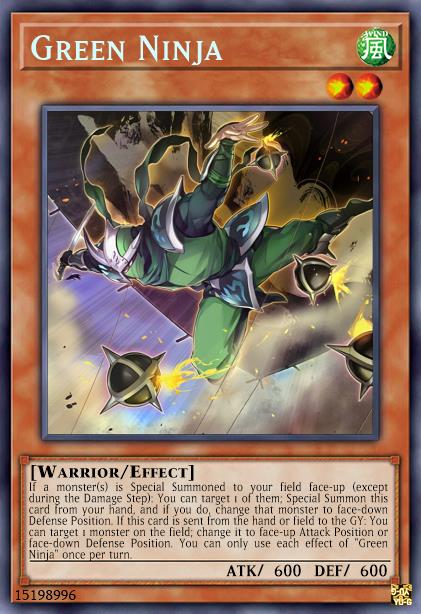 GREEN NINJA
WIND
風
[WARRIOR/EFFECT]
If a monster(s) is Special Summoned to your field face-up (except
during the Damage Step): You can target 1 of them; Special Summon this
card from your hand, and if you do, change that monster to face-down
Defense Position. If this card is sent from the hand or field to the GY: You
can target 1 monster on the field; change it to face-up Attack Position or
face-down Defense Position. You can only use each effect of "Green
Ninja" once per turn.
ATK/ 600 DEF/ 600
15198996